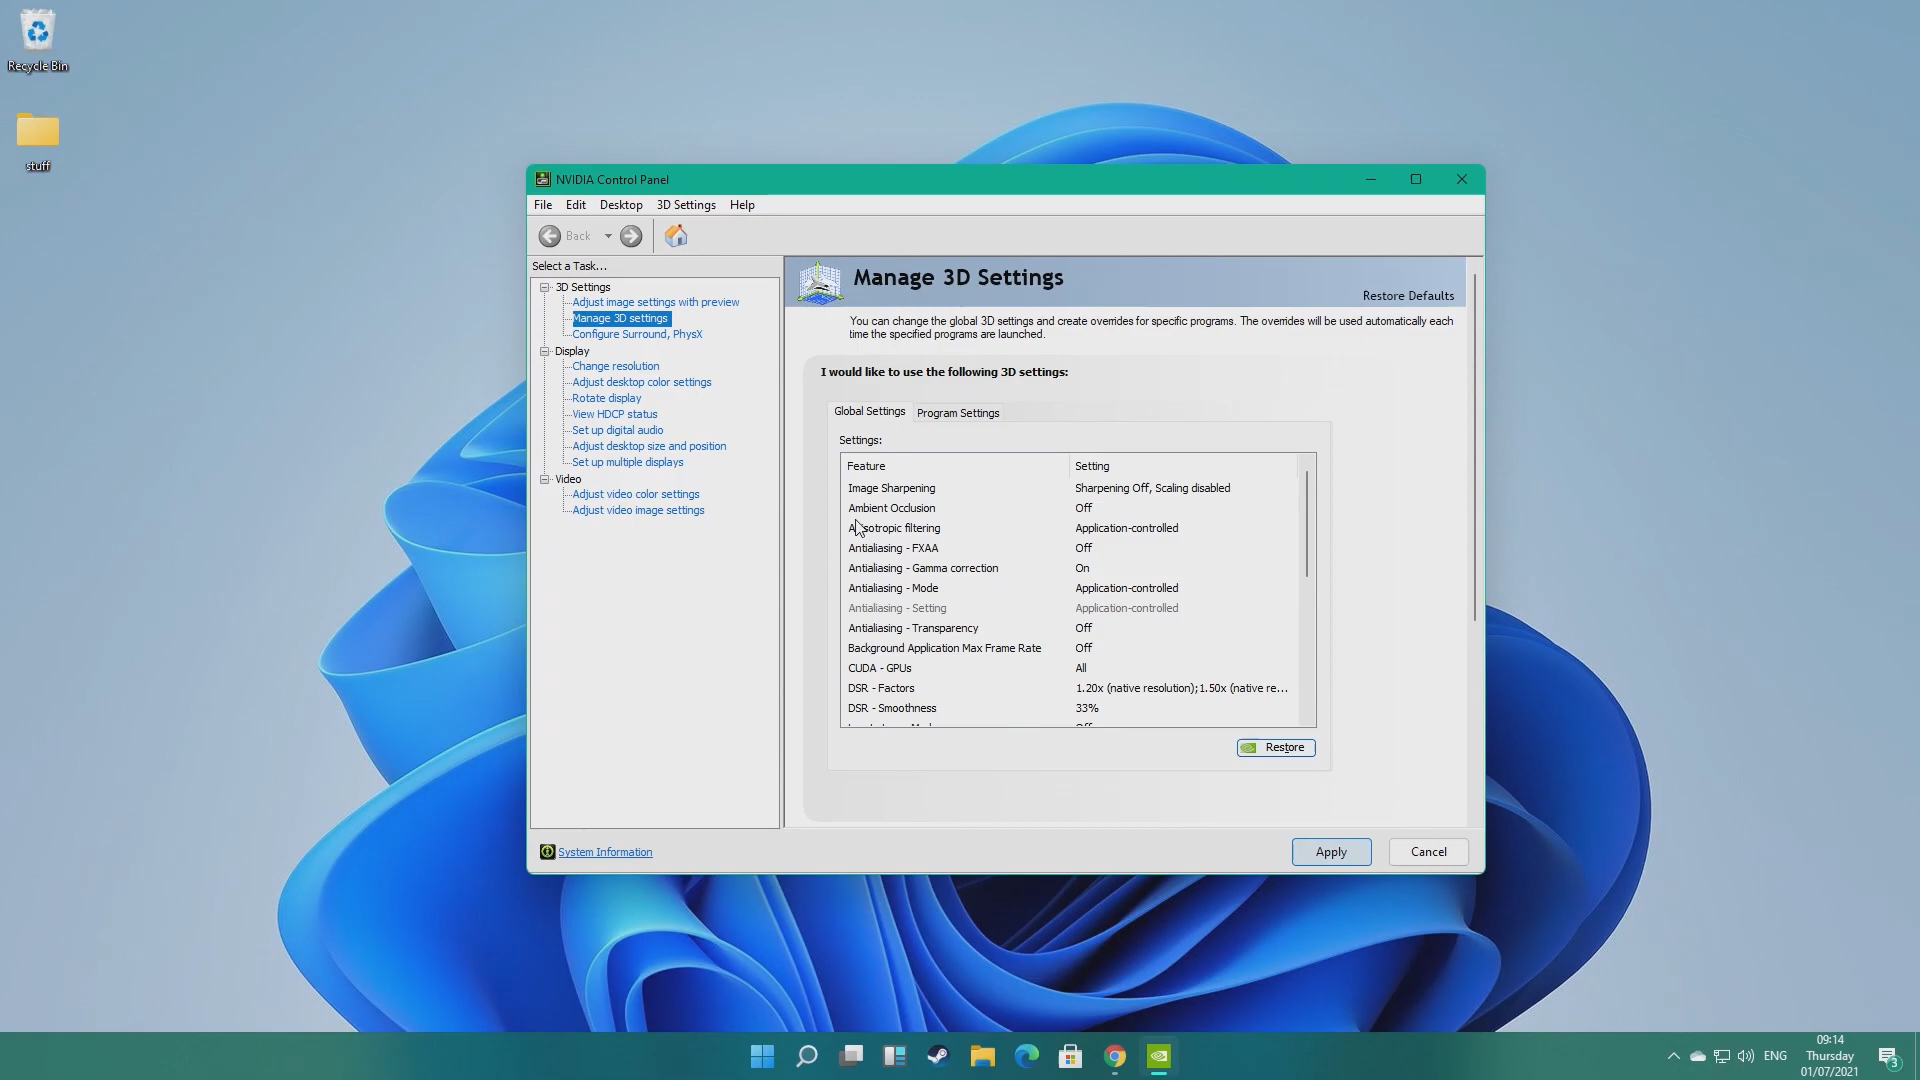 Recycle Bin
stuff
NVIDIA Control Panel
File Edit Desktop 3D Settings Help
Back
Select a Task...
3D Settings
Adjust image settings with preview
Manage 3D settings
Configure Surround, PhysX
Display
Change resolution
Adjust desktop color settings
Rotate display
View HDCP status
Set up digital audio
Adjust desktop size and position
Set up multiple displays
Video
Adjust video color settings
Adjust video image settings
System Information
Manage 3D Settings
Restore Defaults
You can change the global 3D settings and create overrides for specific programs. The overrides will be used automatically each
time the specified programs are launched.
I would like to use the following 3D settings:
Global Settings Program Settings
Settings:
Feature Setting
Image Sharpening Sharpening Off, Scaling disabled
Ambient Occlusion Off
filtering Application-controlled
Antialiasing - FXAA Off
Antialiasing - Gamma correction On
Antialiasing - Mode Application-controlled
Antialiasing - Setting Application-controlled
Antialiasing - Transparency Off
Background Application Max Frame Rate Off
CUDA - GPUs All
DSR - Factors 1.20x (native resolution);1.50x (native re...
DSR - Smoothness 33%
Restore
Apply Cancel
ENG
09:14
Thursday
01/07/2021
3